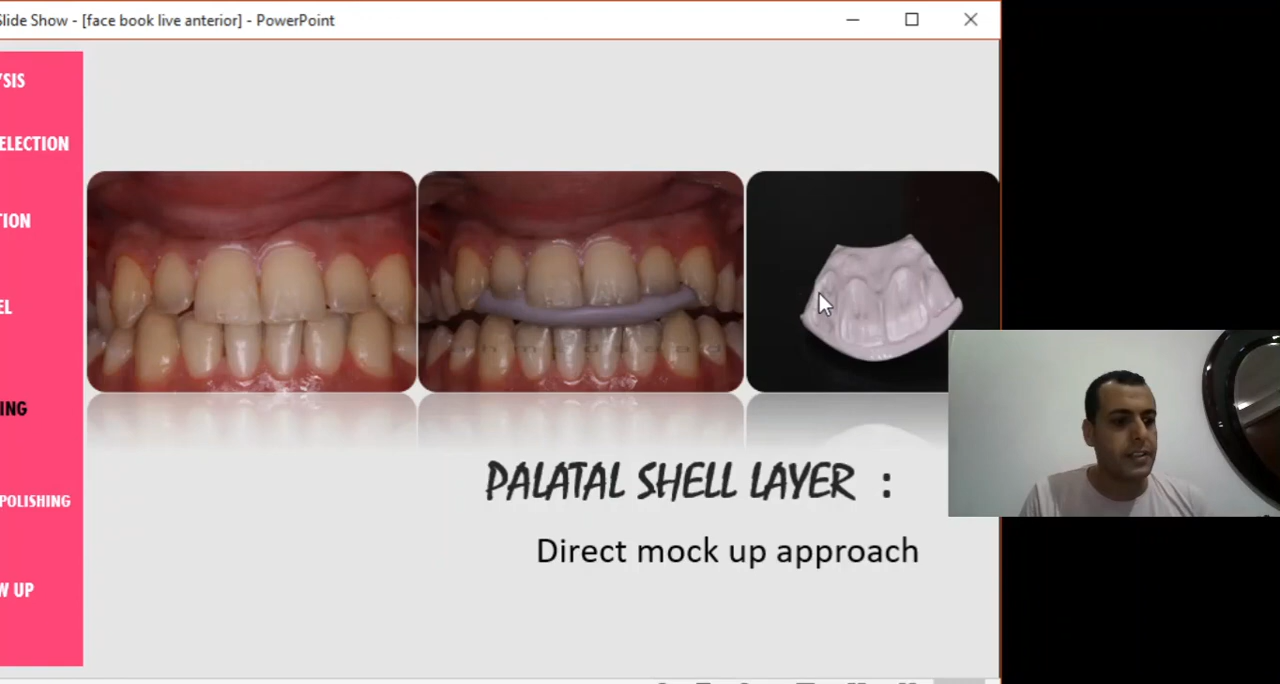 Slide Show - [face book live anterior] - PowerPoint
YSIS
ELECTION
TION
EL
ING
POLISHING
W UP
PALATAL SHELL LAYER :
Direct mock up approach